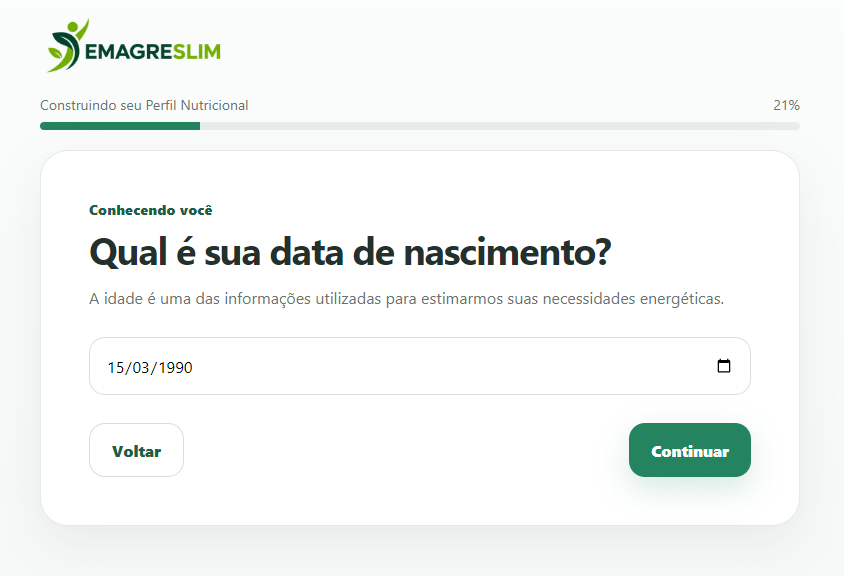 EMAGRESLIM
Construindo seu Perfil Nutricional 21%
Conhecendo você
Qual é sua data de nascimento?
A idade é uma das informações utilizadas para estimarmos suas necessidades energéticas.
15/03/1990
Voltar Continuar